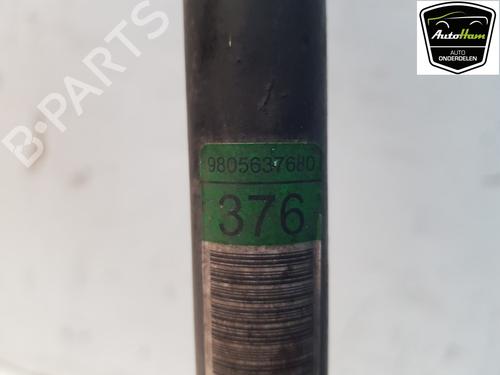 AutoHam
AUTO
ONDERDELEN
B-PARTS
9805637680
376